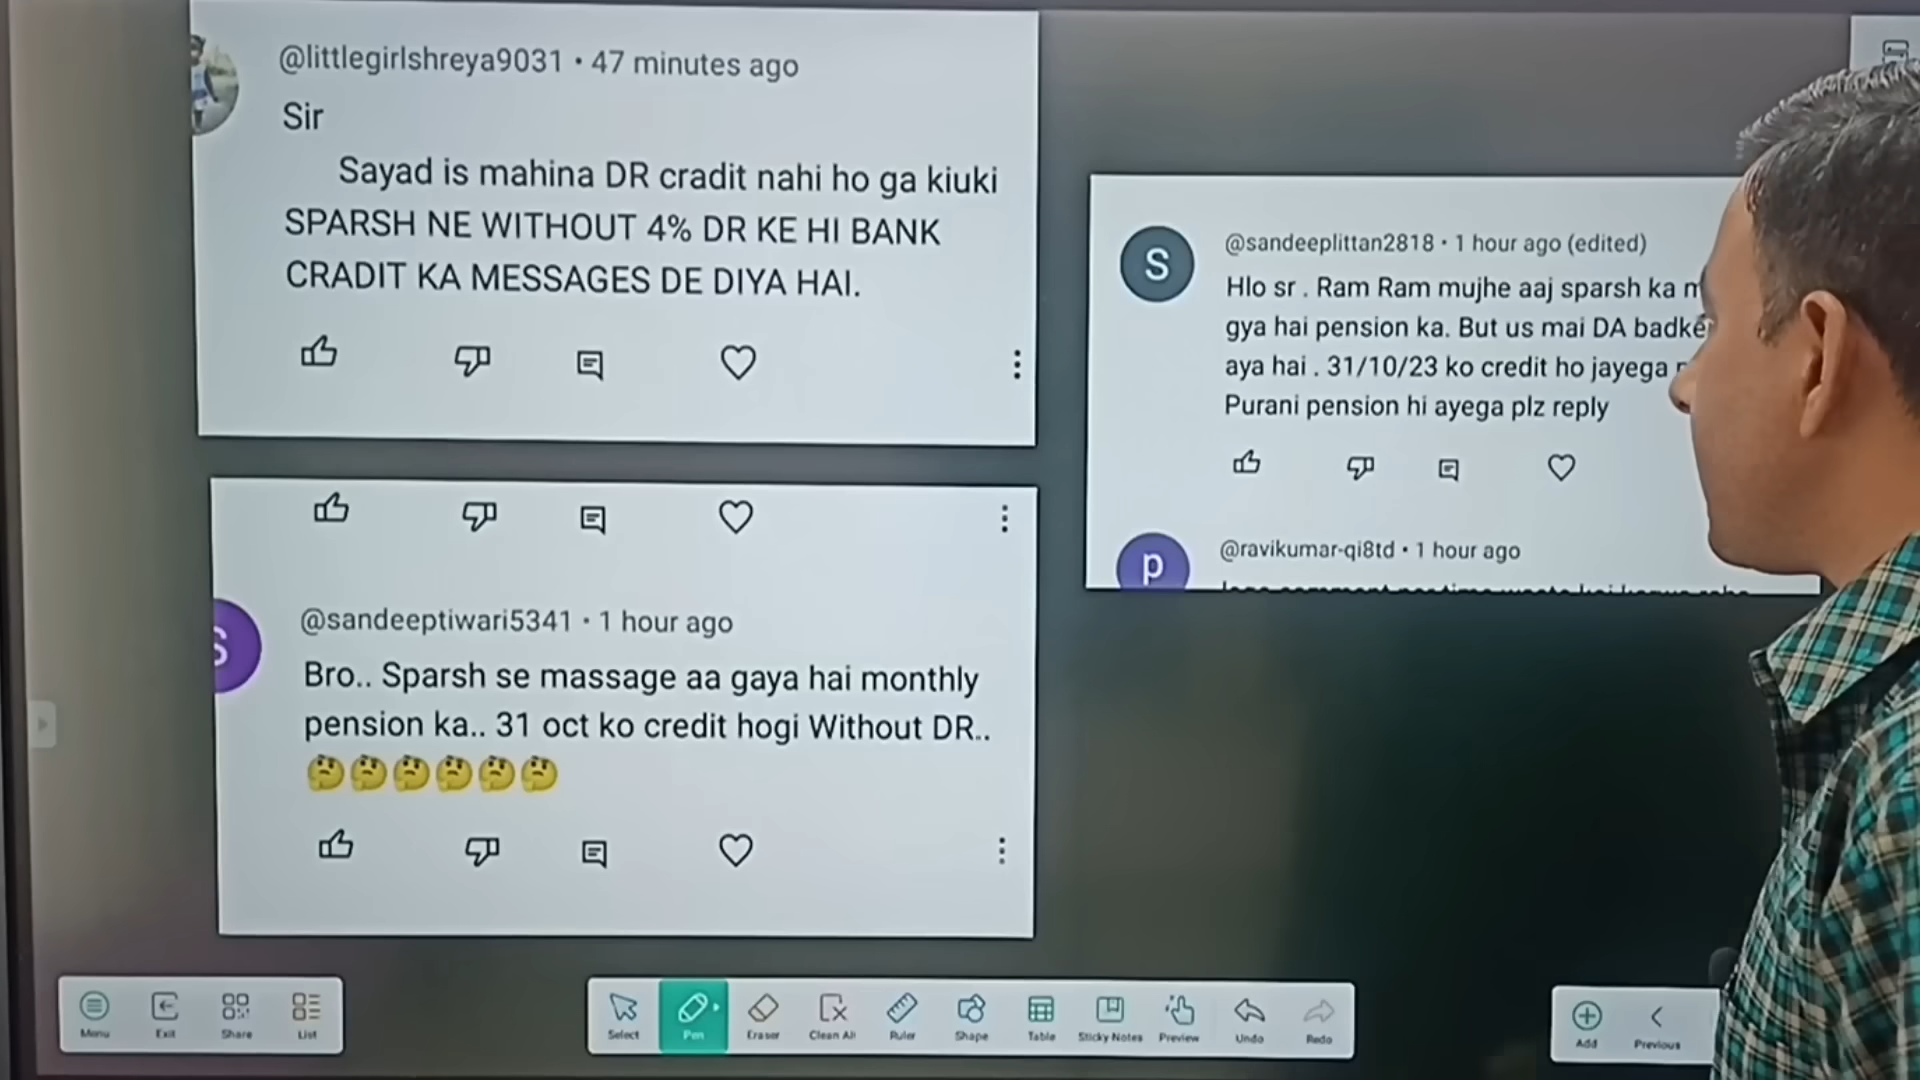 @littlegirlshreya9031 • 47 minutes ago
Sir
Sayad is mahina DR cradit nahi ho ga kiuki
SPARSH NE WITHOUT 4% DR KE HI BANK
CRADIT KA MESSAGES DE DIYA HAI.
@sandeeptiwari5341 • 1 hour ago
S
Bro.. Sparsh se massage aa gaya hai monthly
pension ka.. 31 oct ko credit hogi Without DR..
🤔🤔🤔🤔🤔🤔
@sandeeplittan2818 • 1 hour ago (edited)
S
Hlo sr . Ram Ram mujhe aaj sparsh ka
gya hai pension ka. But us mai DA badke
aya hai . 31/10/23 ko credit ho jayega
Purani pension hi ayega plz reply
@ravikumar-qi8td • 1 hour ago
p
Menu Exit Share List
Select Pen Eraser Clean All Ruler Shape Table Sticky Notes Preview Undo Redo
Add Previous